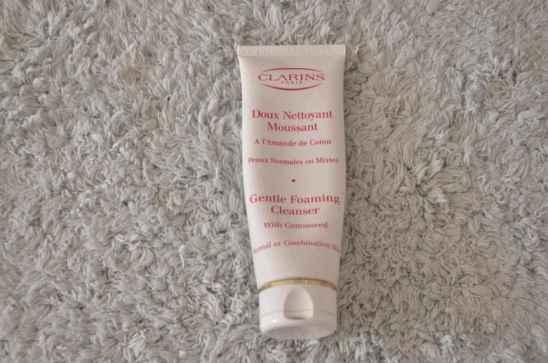 CLARINS
PARIS
Doux Nettoyant
Moussant
A l'Amande de Coton
Peaux Normales ou Mixtes
Gentle Foaming
Cleanser
With Cottonseed
Normal or Combination Skin